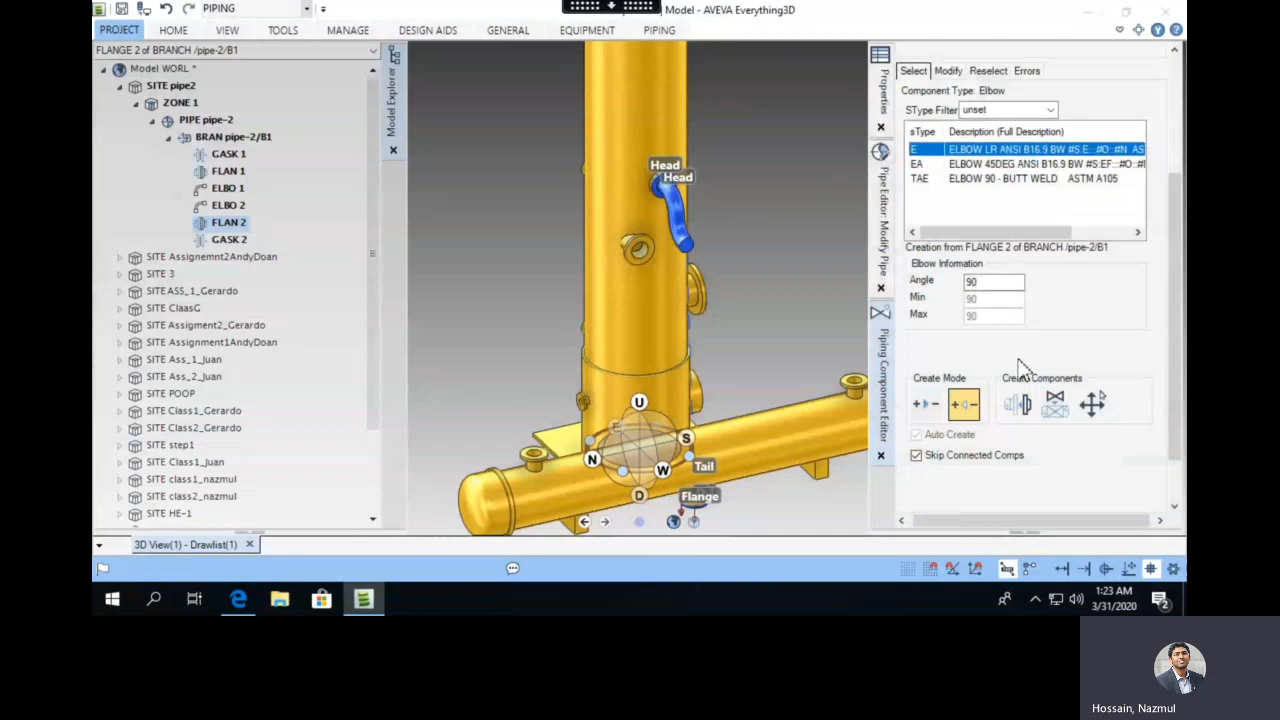 PIPING
Model - AVEVA Everything3D
PROJECT HOME VIEW TOOLS MANAGE DESIGN AIDS GENERAL EQUIPMENT PIPING
FLANGE 2 of BRANCH /pipe-2/B1
Model WORL *
SITE pipe2
ZONE 1
PIPE pipe-2
BRAN pipe-2/B1
GASK 1
FLAN 1
ELBO 1
ELBO 2
FLAN 2
GASK 2
SITE Assignemnt2AndyDoan
SITE 3
SITE ASS_1_Gerardo
SITE ClaasG
SITE Assigment2_Gerardo
SITE Assignment1AndyDoan
SITE Ass_1_Juan
SITE Ass_2_Juan
SITE POOP
SITE Class1_Gerardo
SITE Class2_Gerardo
SITE step1
SITE Class1_Juan
SITE class1_nazmul
SITE class2_nazmul
SITE HE-1
Model Explorer
Head
Head
U
S
N
W
D
E
Tail
Flange
Properties
Pipe Editor: Modify Pipe
Piping Component Editor
Select Modify Reselect Errors
Component Type: Elbow
SType Filter unset
sType Description (Full Description)
E ELBOW LR ANSI B16.9 BW #S:E...:#O::#N AS
EA ELBOW 45DEG ANSI B16.9 BW #S:EF:::#O::#I
TAE ELBOW 90 - BUTT WELD ASTM A105
Creation from FLANGE 2 of BRANCH /pipe-2/B1
Elbow Information
Angle 90
Min 90
Max 90
Create Mode Create Components
Auto Create
Skip Connected Comps
3D View(1) - Drawlist(1)
1:23 AM
3/31/2020
2
Hossain, Nazmul